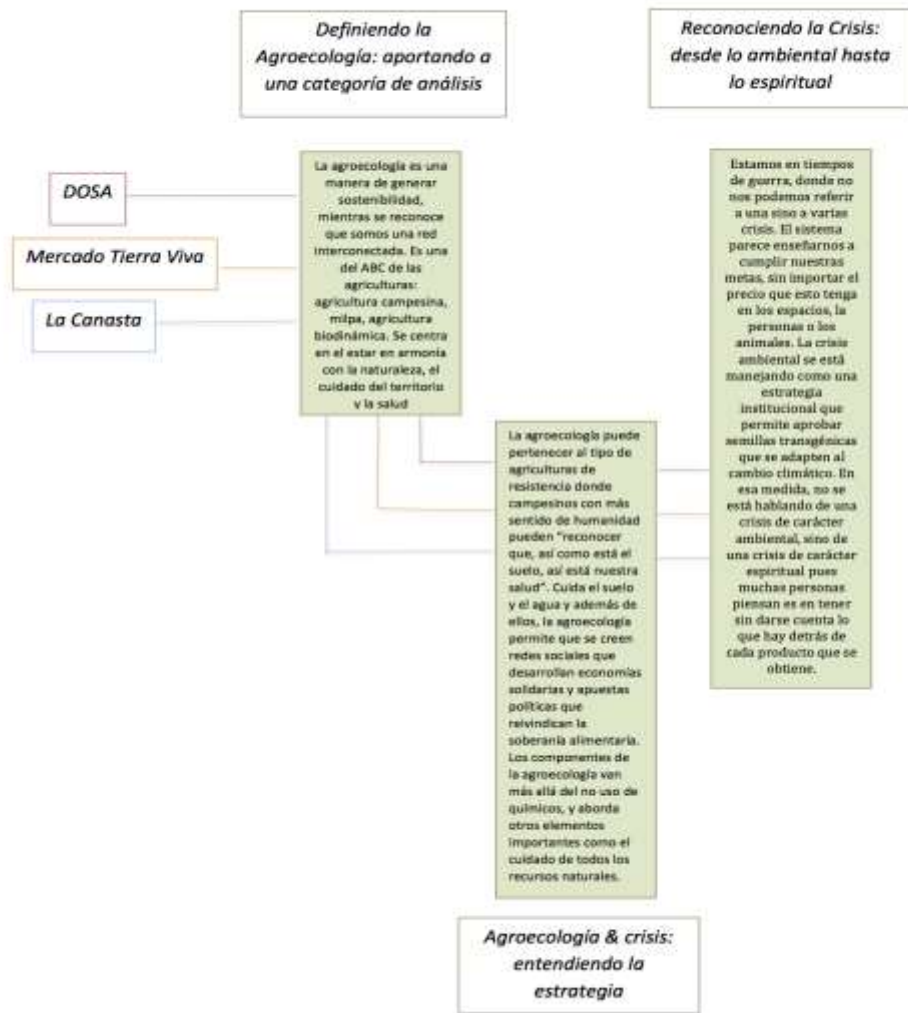 Definiendo la
Agroecología: aportando a
una categoría de análisis
Reconociendo la Crisis:
desde lo ambiental hasta
lo espiritual
DOSA
Mercado Tierra Viva
La Canasta
La agroecología es una
manera de generar
sostenibilidad,
mientras se reconoce
que somos una red
interconectada. Es una
del ABC de las
agriculturas:
agricultura campesina,
milpa, agricultura
biodinámica. Se centra
en el estar en armonía
con la naturaleza, el
cuidado del territorio
y la salud
Estamos en tiempos
de guerra, donde no
nos podemos referir
a una sino a varias
crisis. El sistema
parece enseñarnos a
cumplir nuestras
metas, sin importar el
precio que esto tenga
en los espacios, la
personas o los
animales. La crisis
ambiental se está
manejando como una
estrategia
institucional que
permite aprobar
semillas transgénicas
que se adapten al
cambio climático. En
esa medida, no se
está hablando de una
crisis de carácter
ambiental, sino de
una crisis de carácter
espiritual pues
muchas personas
piensan es en tener
sin darse cuenta lo
que hay detrás de
cada producto que se
obtiene.
La agroecología puede
pertenecer al tipo de
agriculturas de
resistencia donde
campesinos con más
sentido de humanidad
pueden "reconocer
que, así como está el
suelo, así está nuestra
salud". Cuida el suelo
y el agua y además de
ellos, la agroecología
permite que se creen
redes sociales que
desarrollan economías
solidarias y apuestas
políticas que
reivindican la
soberanía alimentaria.
Los componentes de
la agroecología van
más allá del no uso de
químicos, y aborda
otros elementos
importantes como el
cuidado de todos los
recursos naturales.
Agroecología & crisis:
entendiendo la
estrategia